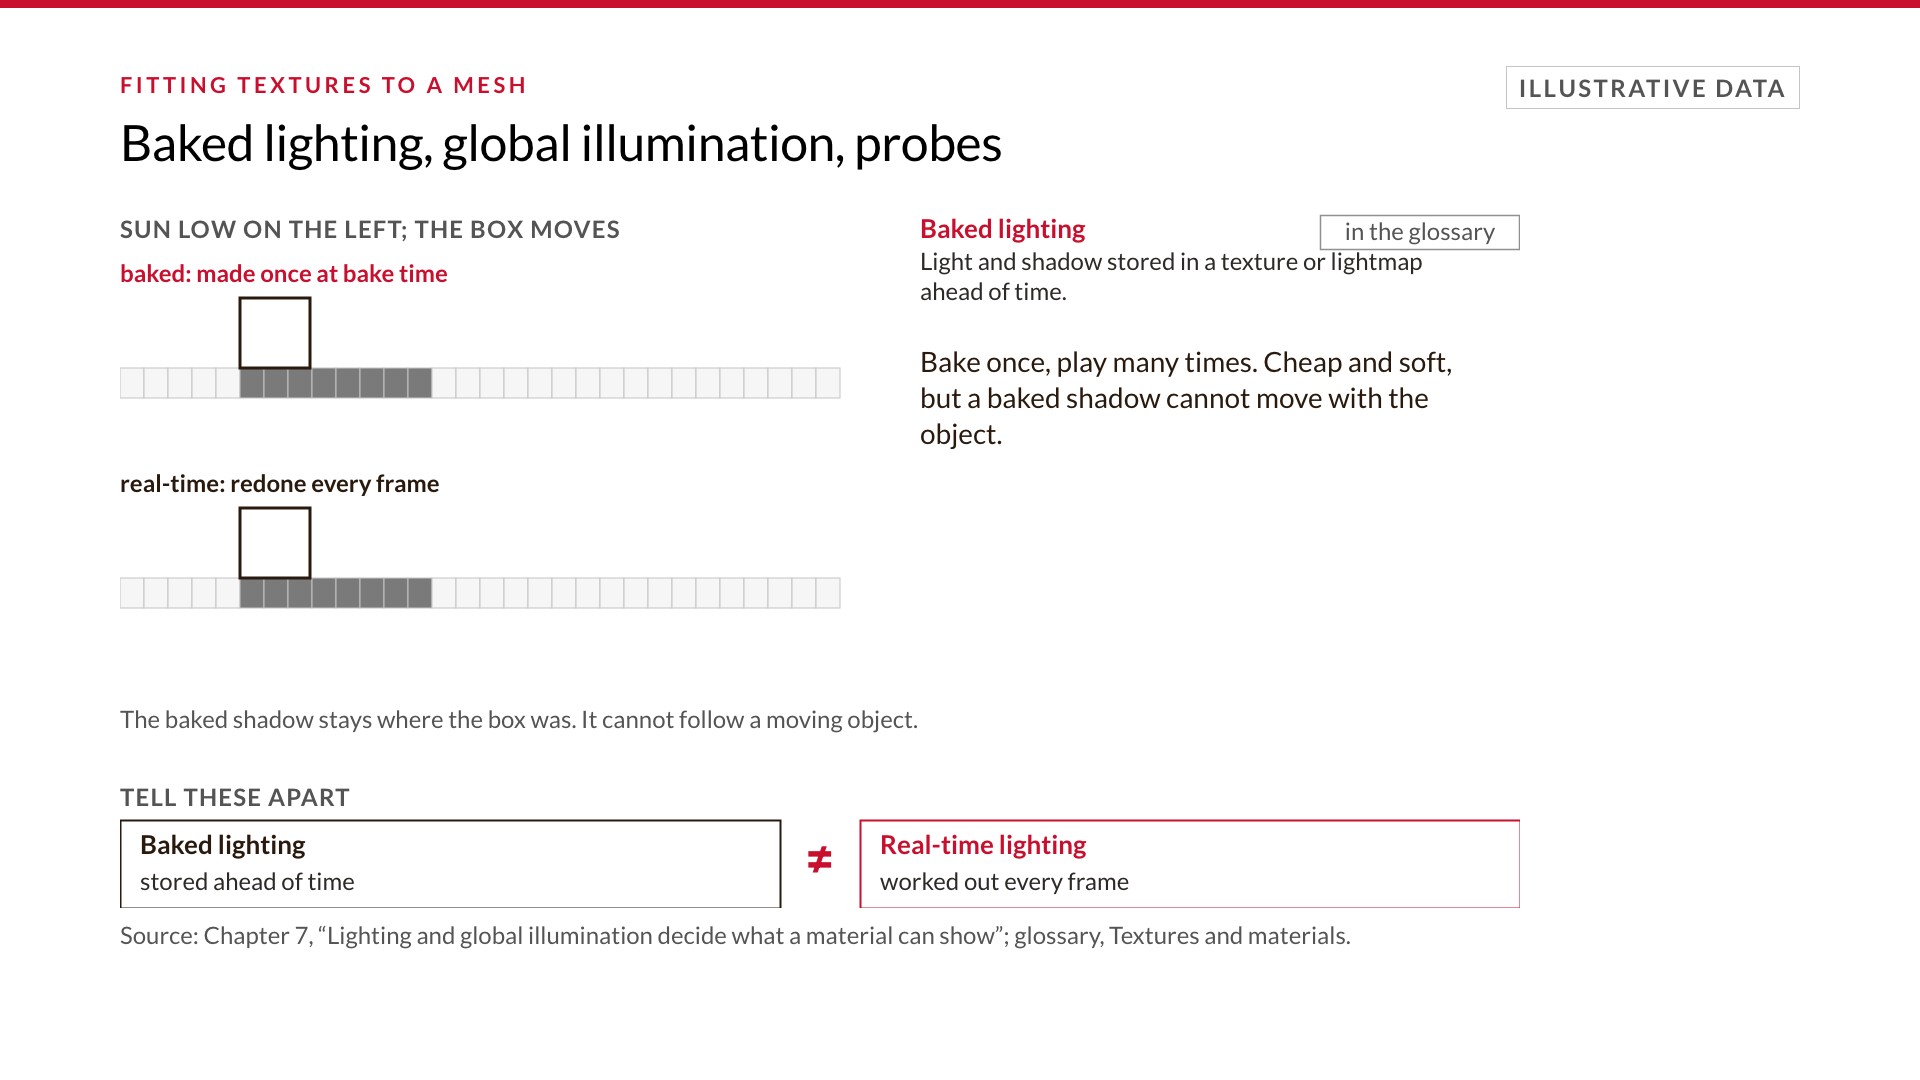 FITTING TEXTURES TO A MESH
ILLUSTRATIVE DATA
Baked lighting, global illumination, probes
SUN LOW ON THE LEFT; THE BOX MOVES
baked: made once at bake time
real-time: redone every frame
The baked shadow stays where the box was. It cannot follow a moving object.
Baked lighting
in the glossary
Light and shadow stored in a texture or lightmap
ahead of time.
Bake once, play many times. Cheap and soft,
but a baked shadow cannot move with the
object.
TELL THESE APART
Baked lighting
stored ahead of time
≠
Real-time lighting
worked out every frame
Source: Chapter 7, “Lighting and global illumination decide what a material can show”; glossary, Textures and materials.